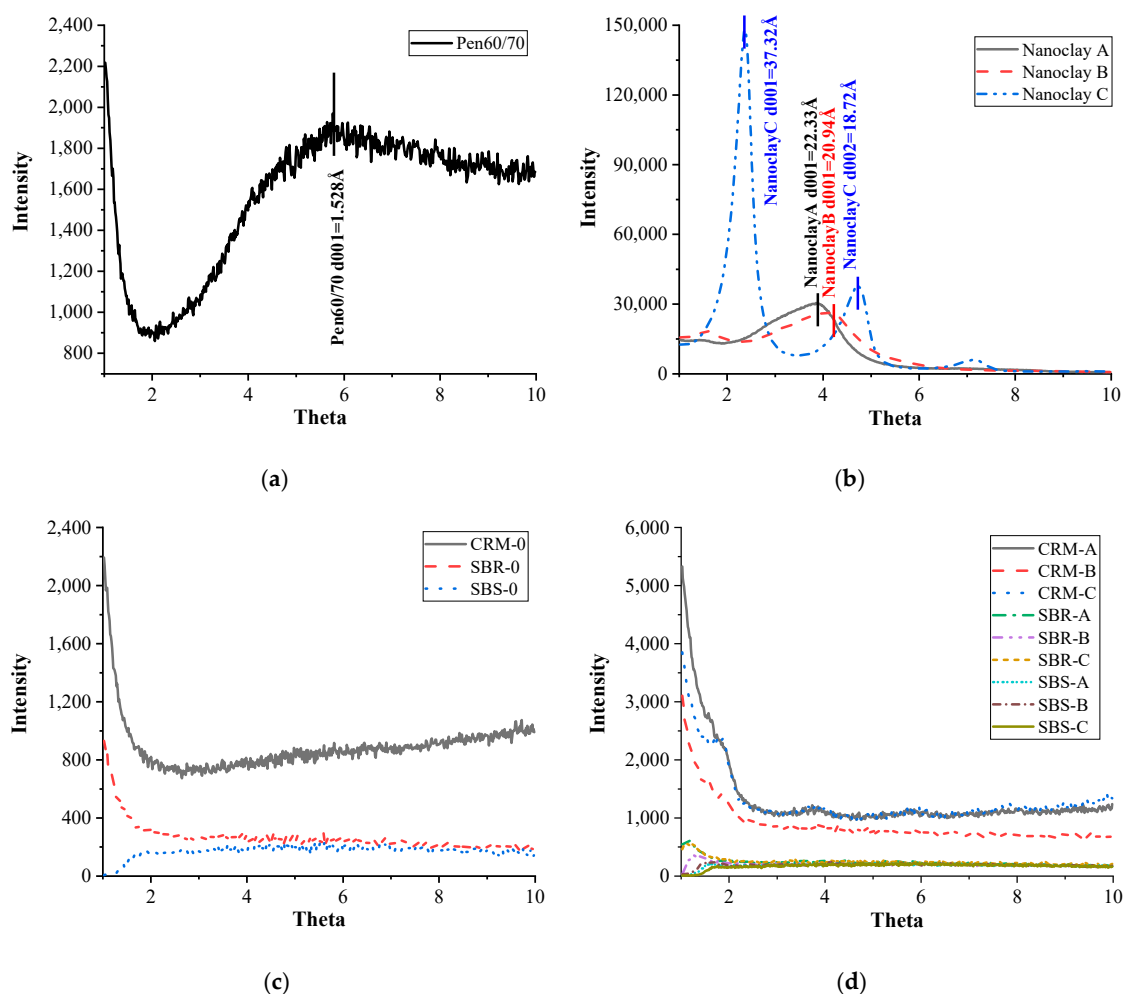 2,400
2,200
2,000
1,800
1,600
1,400
1,200
1,000
800
Intensity
Pen60/70
Pen60/70 d001=1.528Å
2 4 6 8 10
Theta
(a)
150,000
120,000
90,000
60,000
30,000
0
Intensity
Nanoclay A
Nanoclay B
Nanoclay C
NanoclayC d001=37.32Å
NanoclayA d001=22.33Å
NanoclayB d001=20.94Å
NanoclayC d002=18.72Å
2 4 6 8 10
Theta
(b)
2,400
2,000
1,600
1,200
800
400
0
Intensity
CRM-0
SBR-0
SBS-0
2 4 6 8 10
Theta
(c)
6,000
5,000
4,000
3,000
2,000
1,000
0
Intensity
CRM-A
CRM-B
CRM-C
SBR-A
SBR-B
SBR-C
SBS-A
SBS-B
SBS-C
2 4 6 8 10
Theta
(d)